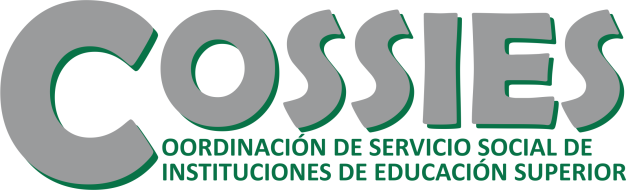 COSSIES
OORDINACIÓN DE SERVICIO SOCIAL DE
INSTITUCIONES DE EDUCACIÓN SUPERIOR